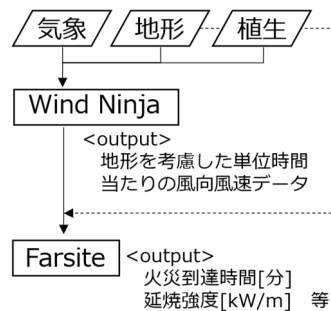 気象 地形 植生
Wind Ninja
<output>
地形を考慮した単位時間
当たりの風向風速データ
Farsite
<output>
火災到達時間[分]
延焼強度[kW/m] 等